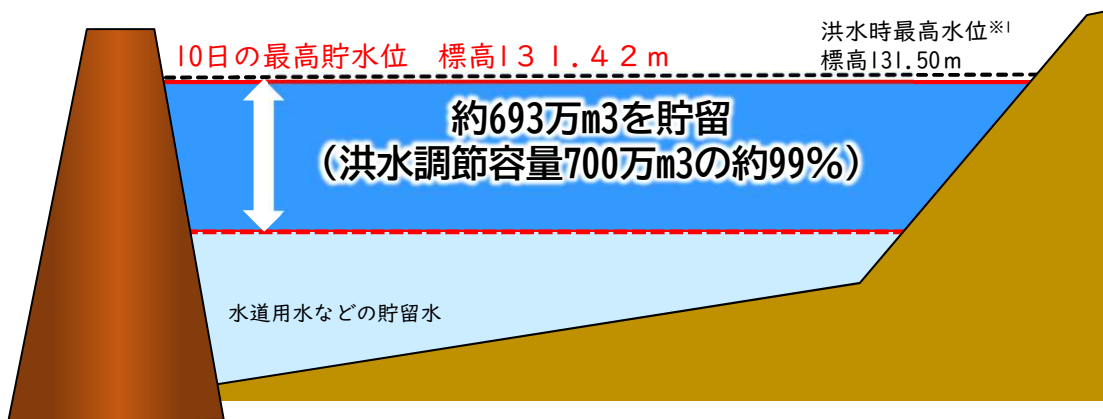 洪水時最高水位※1
標高131.50m
10日の最高貯水位 標高131.42m
約693万m3を貯留
(洪水調節容量700万m3の約99%)
水道用水などの貯留水